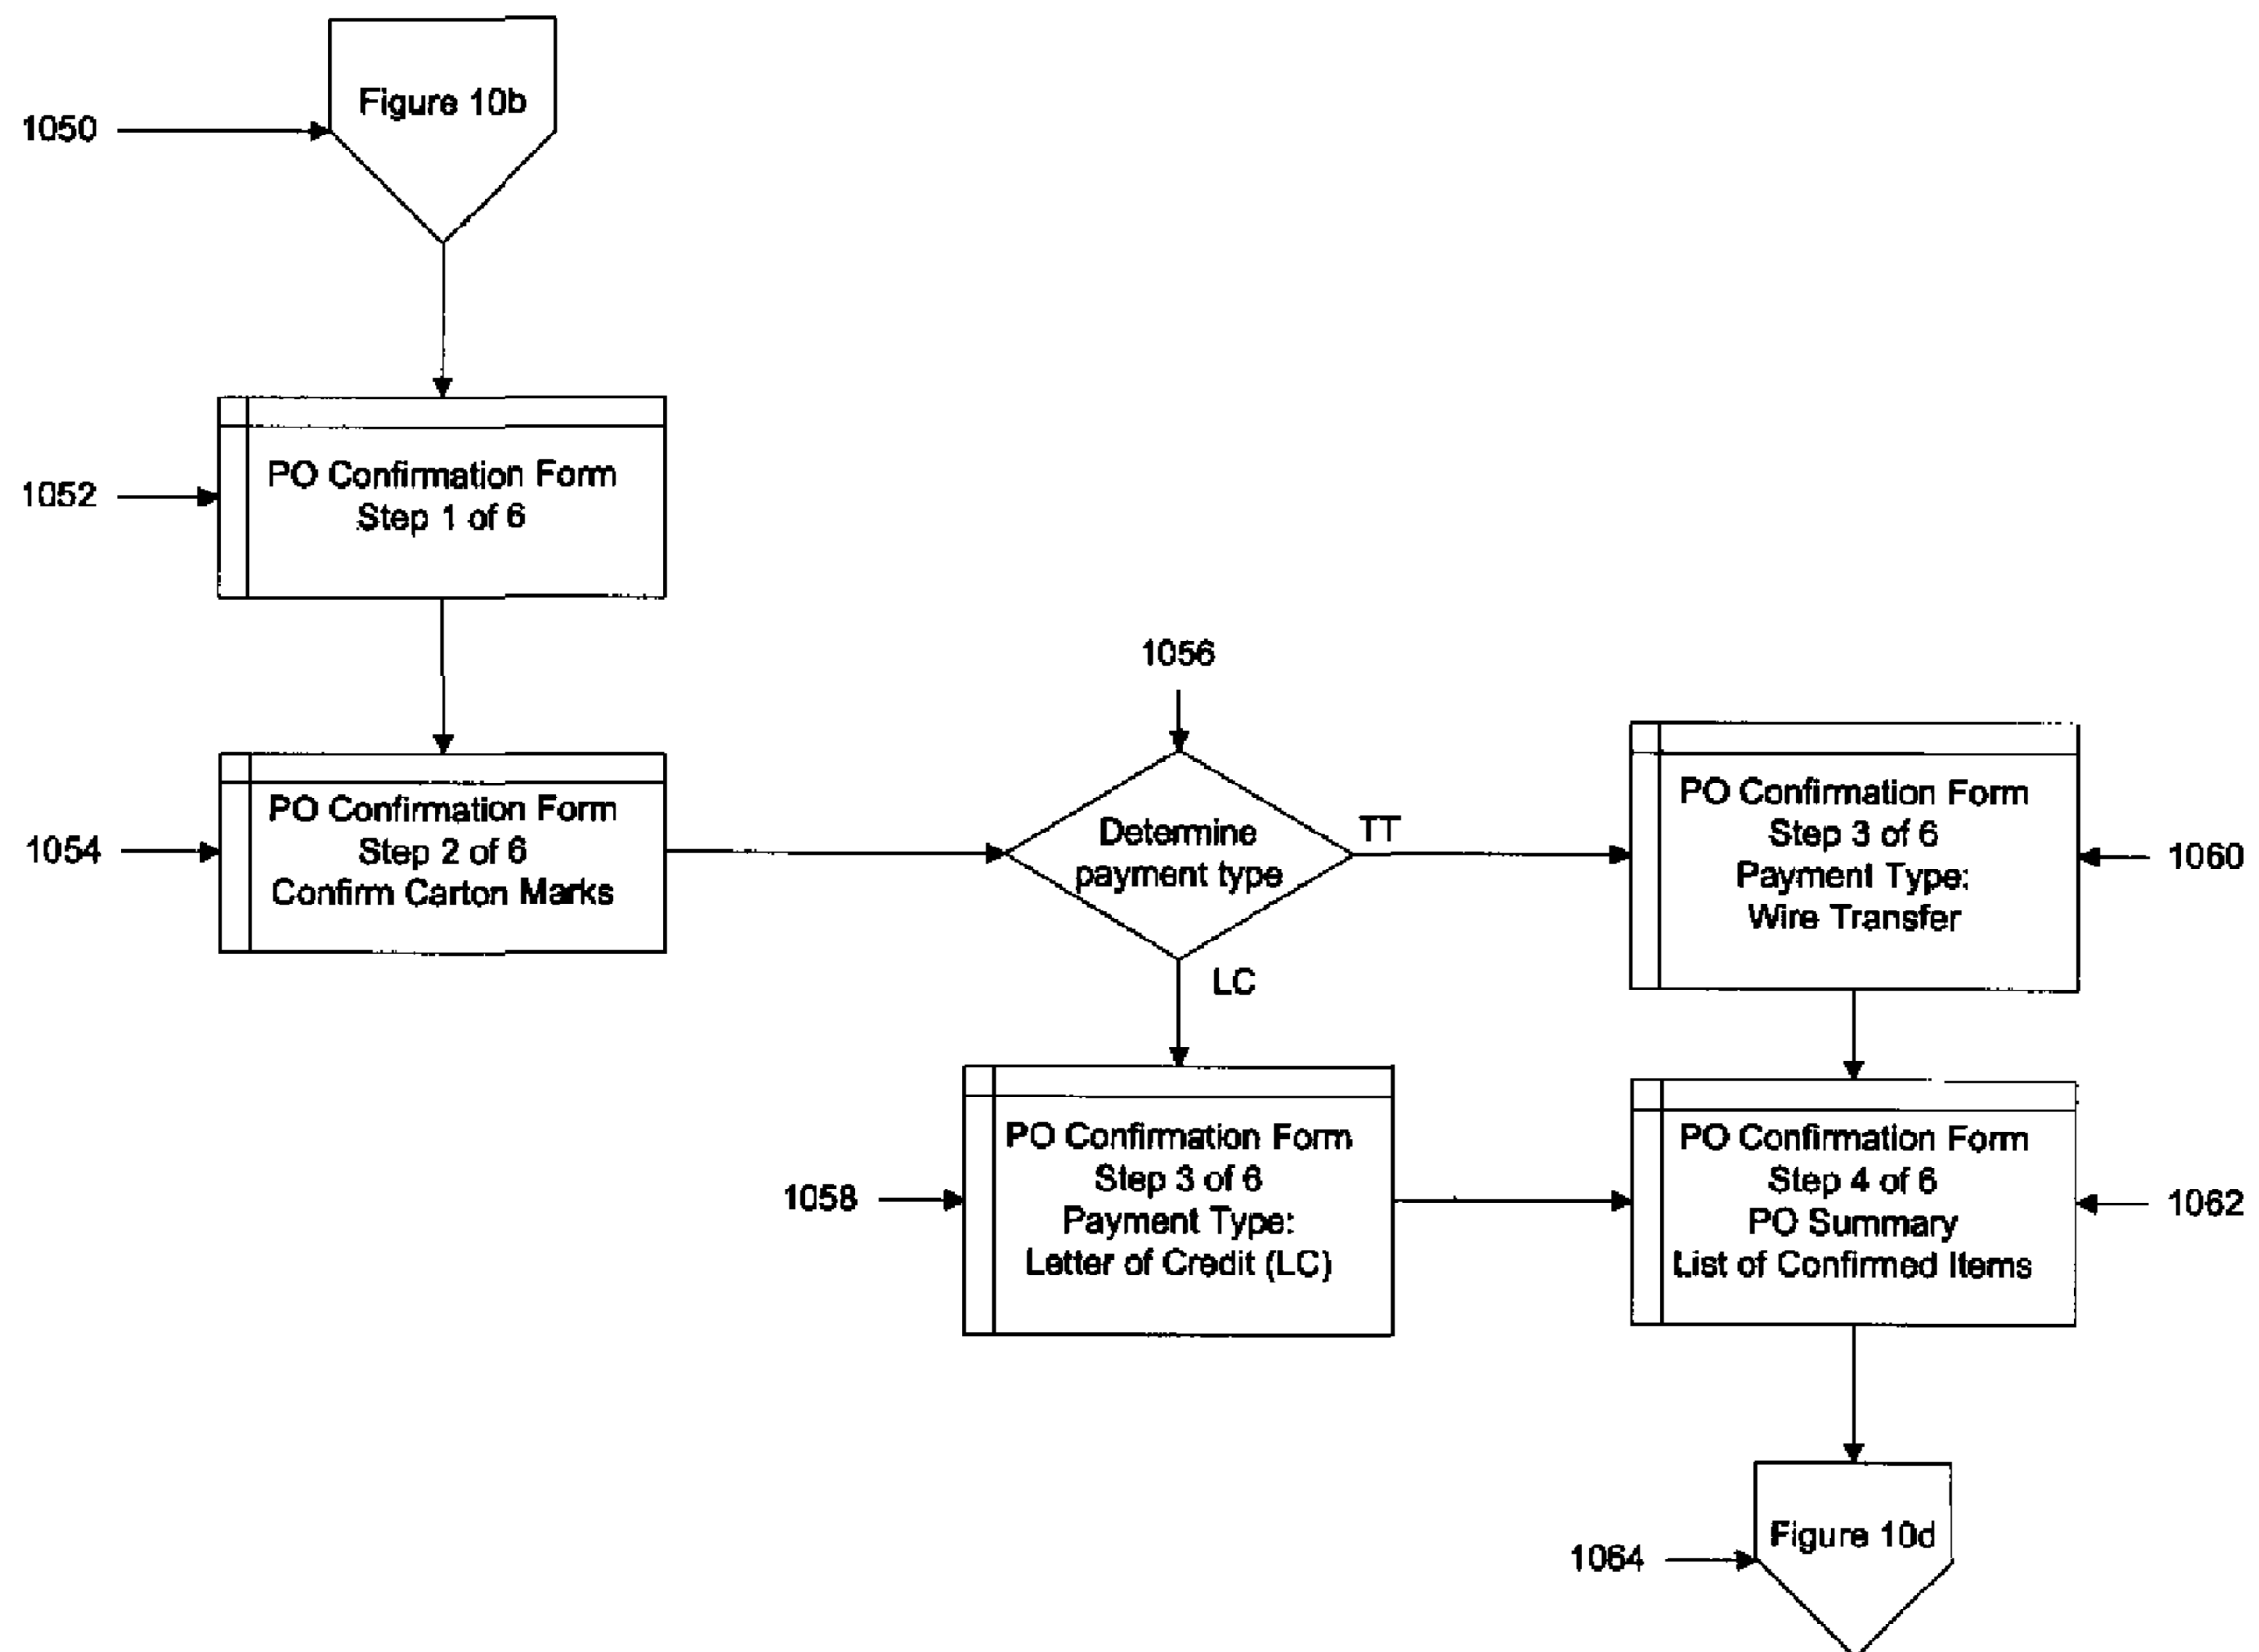 Figure 10b
1050
PO Confirmation Form
Step 1 of 6
1052
PO Confirmation Form
Step 2 of 6
Confirm Carton Marks
1054
1056
Determine
payment type
TT
LC
PO Confirmation Form
Step 3 of 6
Payment Type:
Wire Transfer
1060
PO Confirmation Form
Step 3 of 6
Payment Type:
Letter of Credit (LC)
1058
PO Confirmation Form
Step 4 of 6
PO Summary
List of Confirmed Items
1062
Figure 10d
1064